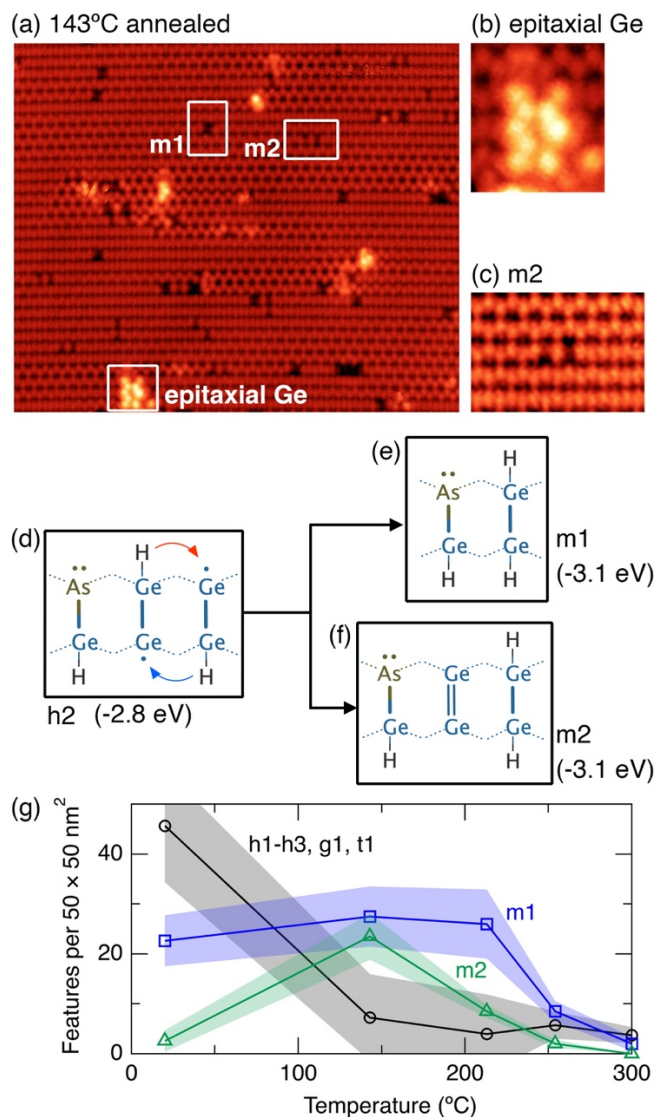 (a) 143ºC annealed
m1
m2
epitaxial Ge
(b) epitaxial Ge
(c) m2
(d)
H
As Ge Ge
Ge Ge Ge
H H
h2 (-2.8 eV)
(e)
H
As Ge
Ge Ge
H H
m1
(-3.1 eV)
(f)
H
As Ge Ge
Ge Ge Ge
H H
m2
(-3.1 eV)
(g)
Features per 50 × 50 nm²
40
20
0
h1-h3, g1, t1
m1
m2
0 100 200 300
Temperature (ºC)